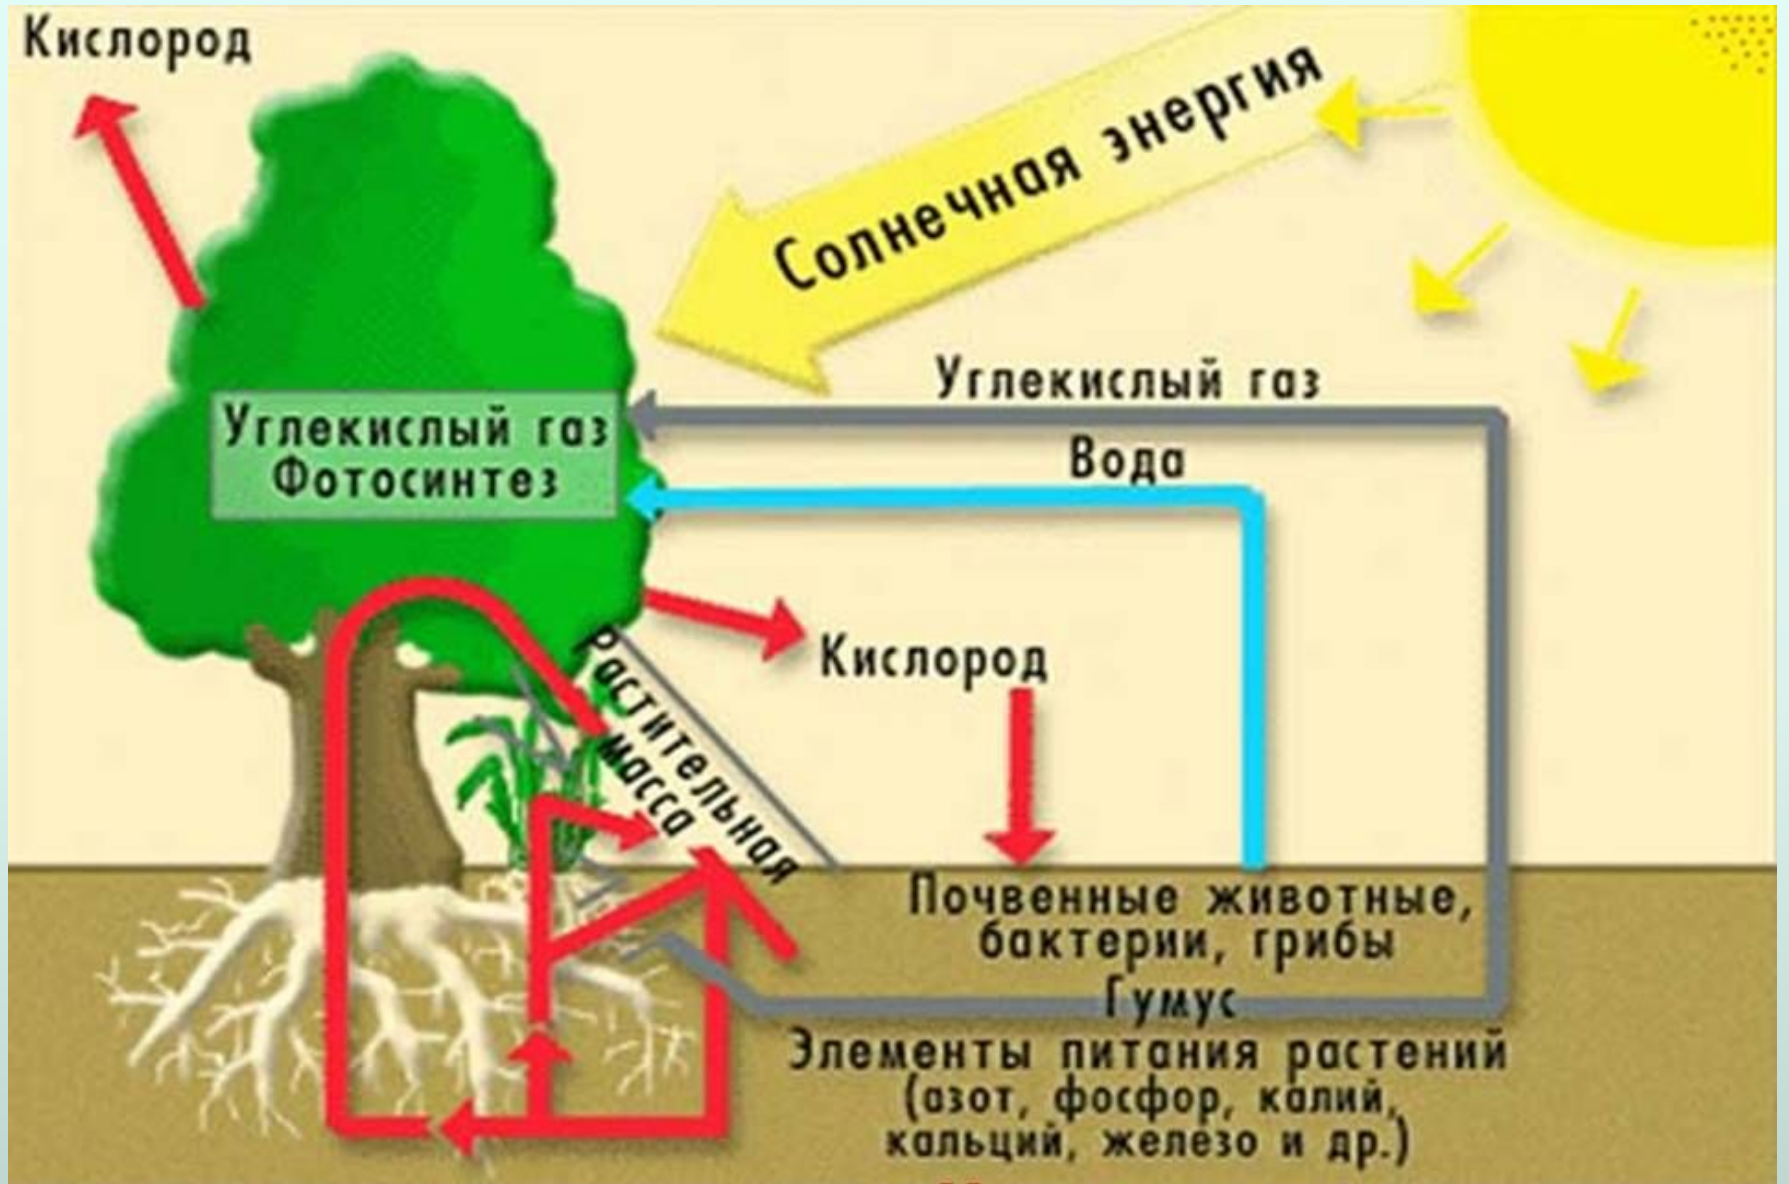 Кислород
Солнечная энергия
Углекислый газ
Углекислый газ
Фотосинтез
Вода
Кислород
Растительная
масса
Почвенные животные,
бактерии, грибы
Гумус
Элементы питания растений
(азот, фосфор, калий,
кальций, железо и др.)